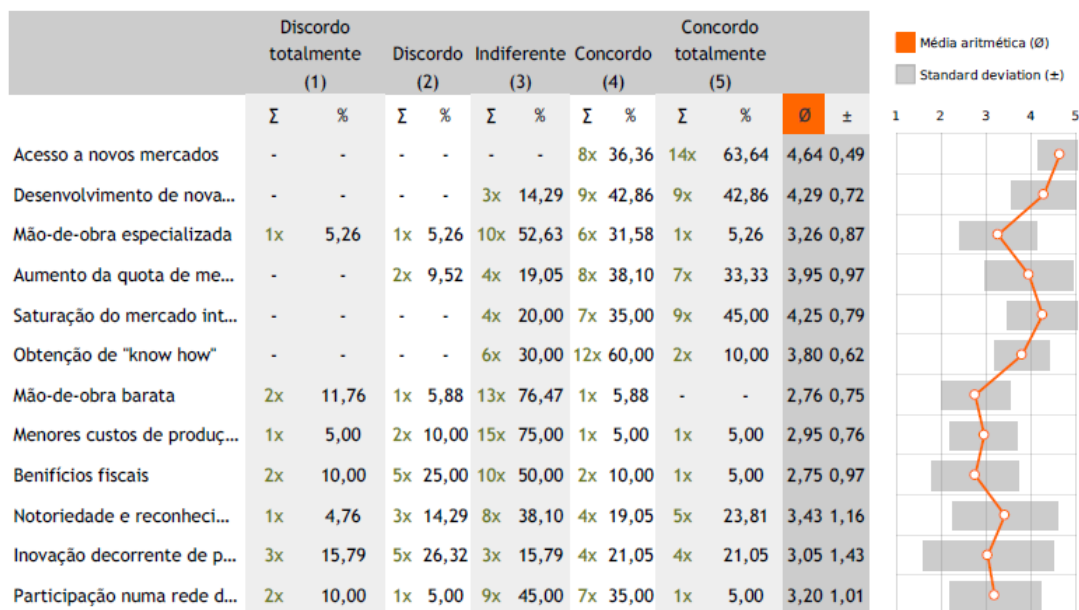 Discordo totalmente (1) Discordo (2) Indiferente (3) Concordo (4) Concordo totalmente (5)
Média aritmética (Ø)
Standard deviation (±)
Σ % Σ % Σ % Σ % Σ % Ø ± 1 2 3 4 5
Acesso a novos mercados - - - - - - 8x 36,36 14x 63,64 4,64 0,49
Desenvolvimento de nova... - - - - 3x 14,29 9x 42,86 9x 42,86 4,29 0,72
Mão-de-obra especializada 1x 5,26 1x 5,26 10x 52,63 6x 31,58 1x 5,26 3,26 0,87
Aumento da quota de me... - - 2x 9,52 4x 19,05 8x 38,10 7x 33,33 3,95 0,97
Saturação do mercado int... - - - - 4x 20,00 7x 35,00 9x 45,00 4,25 0,79
Obtenção de "know how" - - - - 6x 30,00 12x 60,00 2x 10,00 3,80 0,62
Mão-de-obra barata 2x 11,76 1x 5,88 13x 76,47 1x 5,88 - - 2,76 0,75
Menores custos de produç... 1x 5,00 2x 10,00 15x 75,00 1x 5,00 1x 5,00 2,95 0,76
Benifícios fiscais 2x 10,00 5x 25,00 10x 50,00 2x 10,00 1x 5,00 2,75 0,97
Notoriedade e reconheci... 1x 4,76 3x 14,29 8x 38,10 4x 19,05 5x 23,81 3,43 1,16
Inovação decorrente de p... 3x 15,79 5x 26,32 3x 15,79 4x 21,05 4x 21,05 3,05 1,43
Participação numa rede d... 2x 10,00 1x 5,00 9x 45,00 7x 35,00 1x 5,00 3,20 1,01